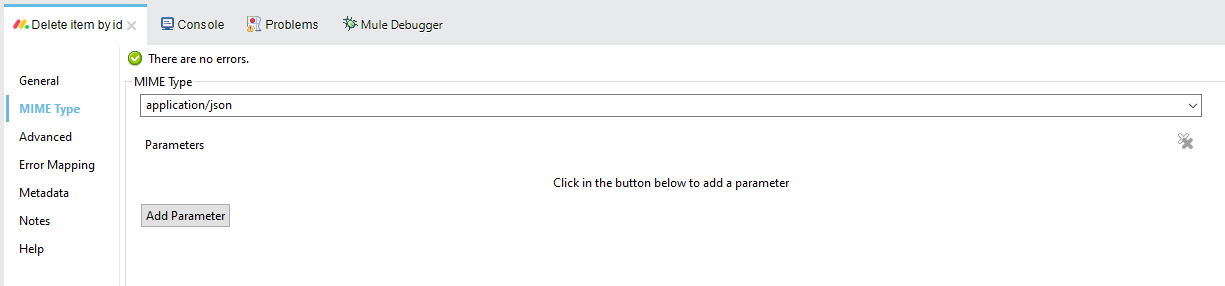 Delete item by id Console Problems Mule Debugger
There are no errors.
General
MIME Type
MIME Type
application/json
Advanced
Parameters
Error Mapping
Click in the button below to add a parameter
Metadata
Add Parameter
Notes
Help